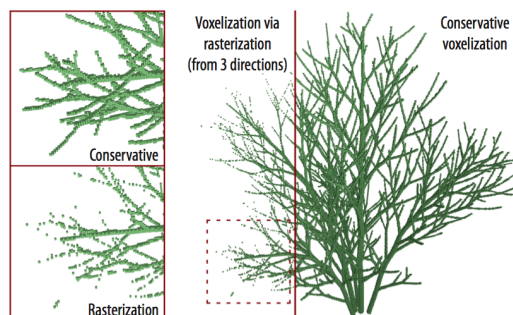 Conservative
Rasterization
Voxelization via
rasterization
(from 3 directions)
Conservative
voxelization